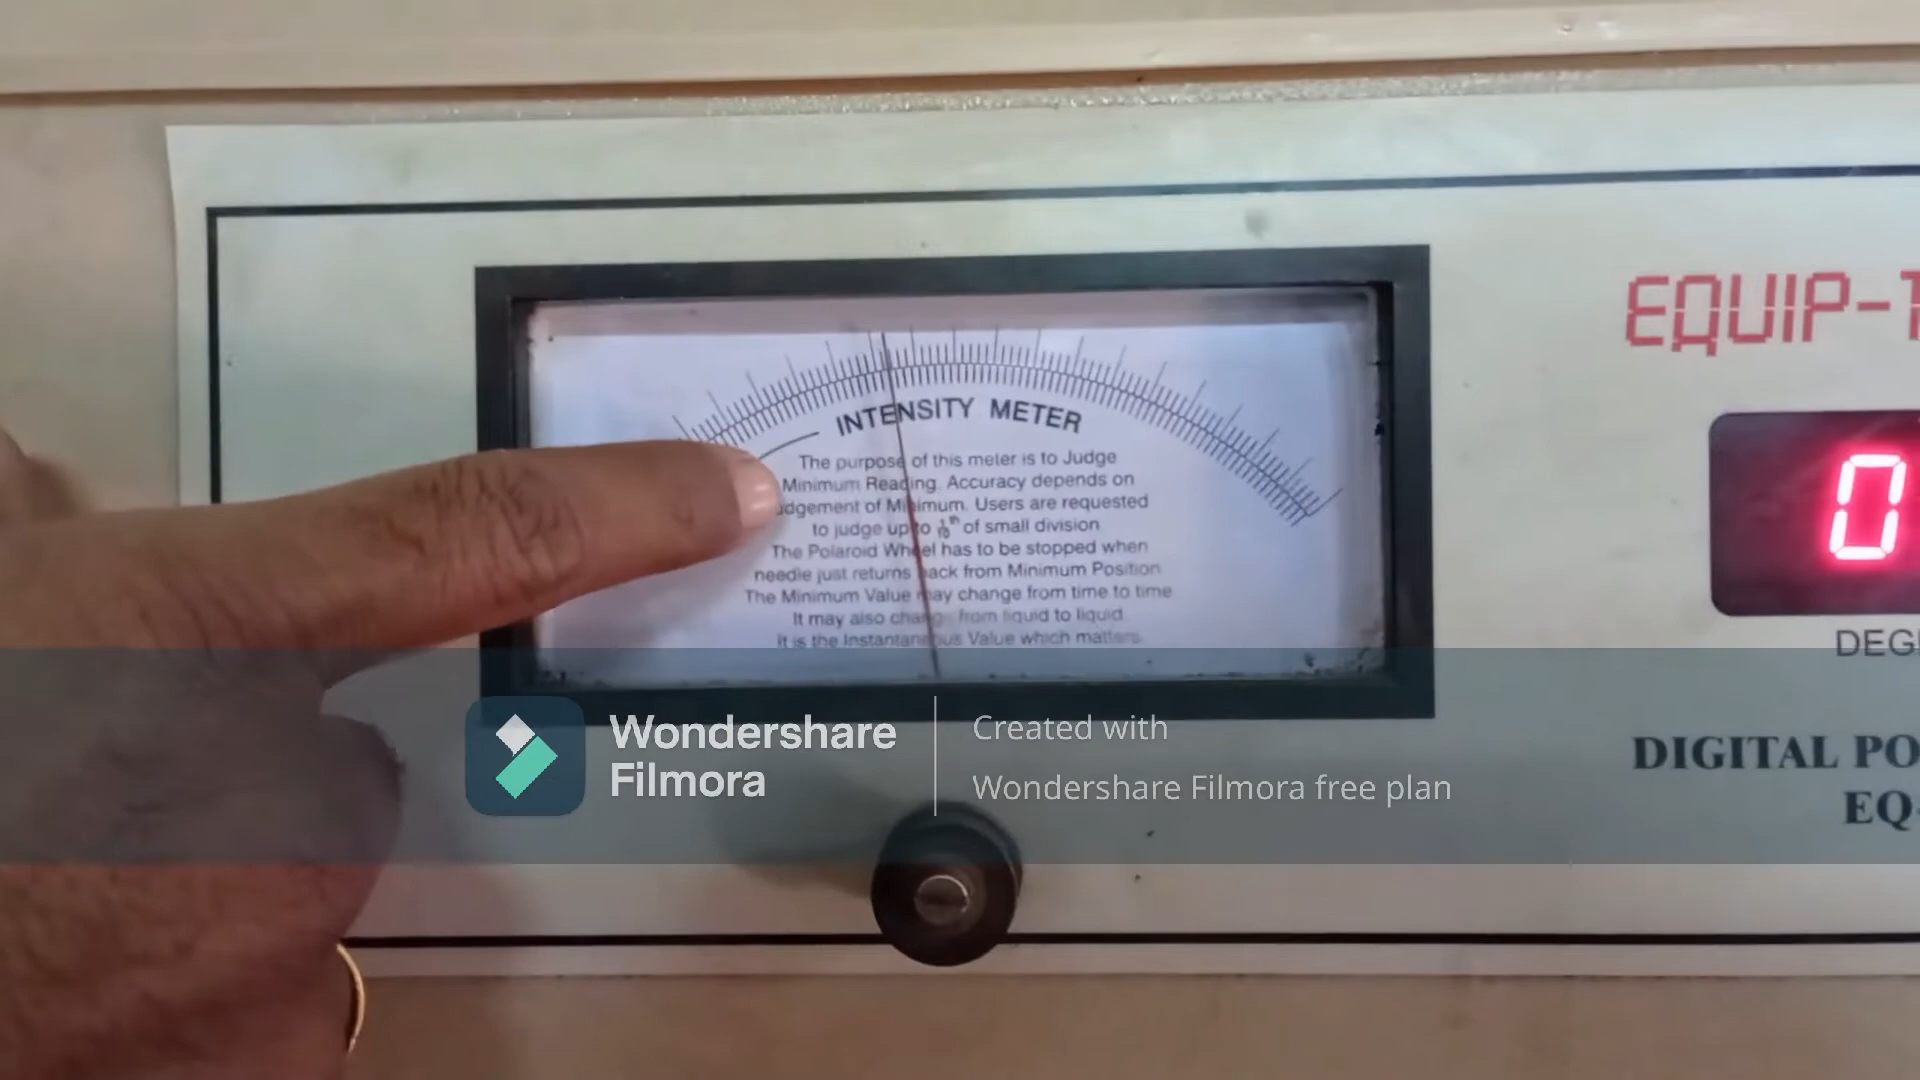 EQUIP-T
INTENSITY METER
The purpose of this meter is to Judge
Minimum Reading. Accuracy depends on
udgement of Minimum. Users are requested
to judge upto 1/10th of small division
The Polaroid Wheel has to be stopped when
needle just returns back from Minimum Position
The Minimum Value may change from time to time
It may also change from liquid to liquid
It is the Instantaneous Value which matters
0
DEG
DIGITAL PO
EQ-
Wondershare
Filmora
Created with
Wondershare Filmora free plan